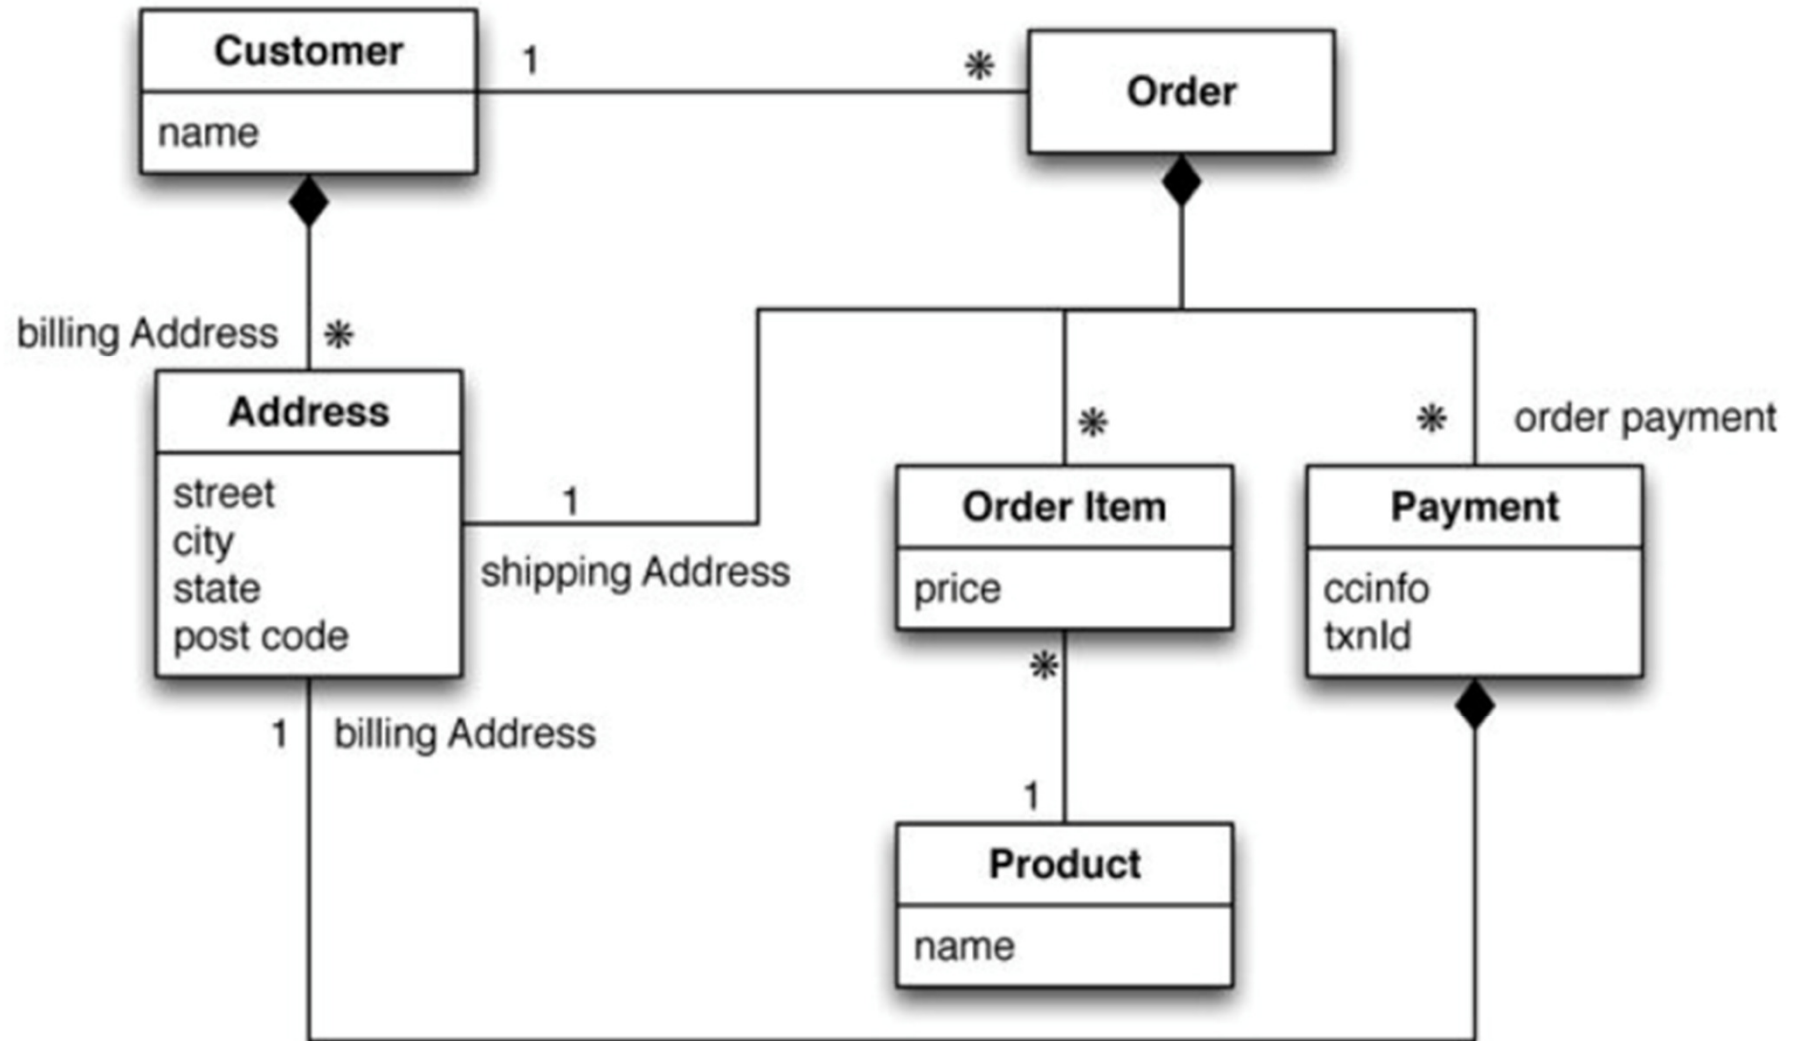 Customer
name
1
*
Order
billing Address
*
Address
street
city
state
post code
1
shipping Address
*
Order Item
price
*
order payment
Payment
ccinfo
txnId
*
1
Product
name
1
billing Address